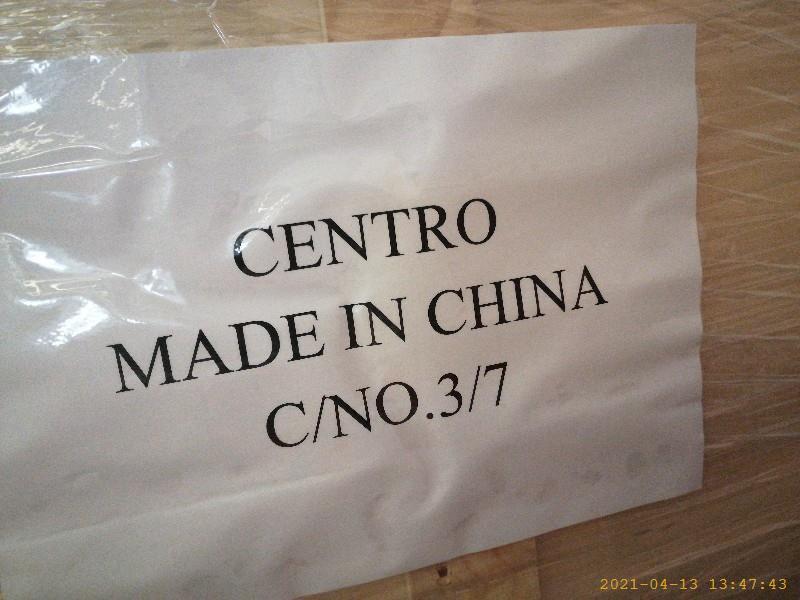 CENTRO
MADE IN CHINA
C/NO.3/7
2021-04-13 13:47:43